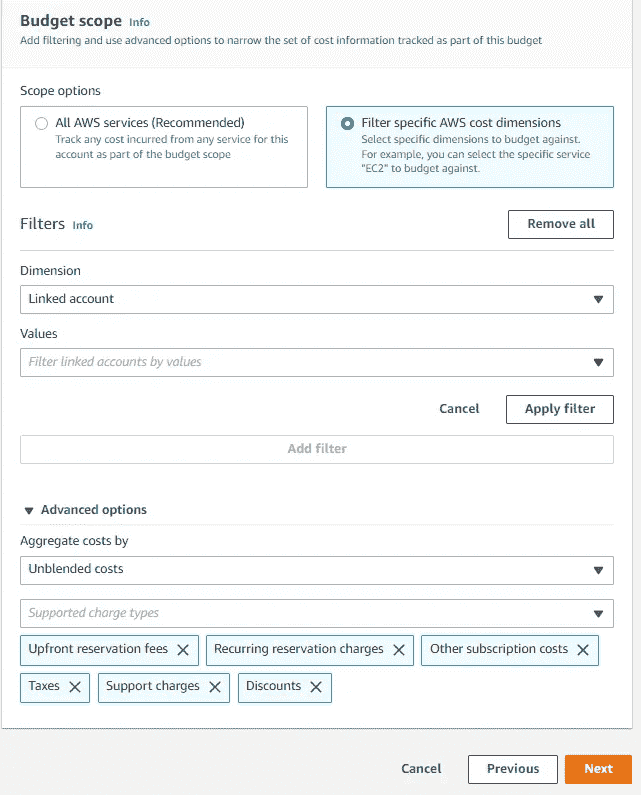 Budget scope Info
Add filtering and use advanced options to narrow the set of cost information tracked as part of this budget
Scope options
All AWS services (Recommended)
Track any cost incurred from any service for this
account as part of the budget scope
Filter specific AWS cost dimensions
Select specific dimensions to budget against.
For example, you can select the specific service
"EC2" to budget against.
Filters Info
Remove all
Dimension
Linked account
Values
Filter linked accounts by values
Cancel
Apply filter
Add filter
Advanced options
Aggregate costs by
Unblended costs
Supported charge types
Upfront reservation fees
Recurring reservation charges
Other subscription costs
Taxes
Support charges
Discounts
Cancel
Previous
Next